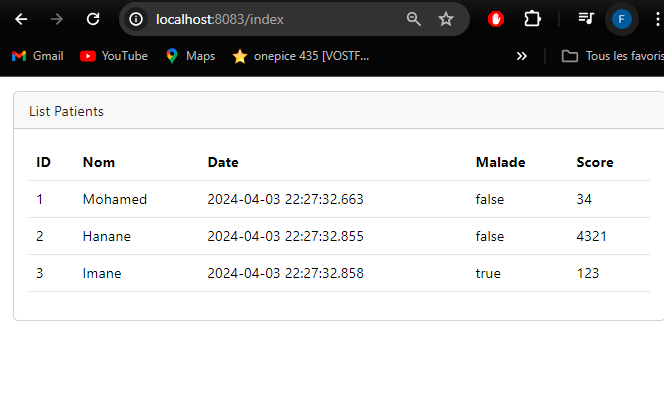 localhost:8083/index
F
Gmail YouTube Maps onepice 435 [VOSTF... » Tous les favoris
List Patients
ID Nom Date Malade Score
1 Mohamed 2024-04-03 22:27:32.663 false 34
2 Hanane 2024-04-03 22:27:32.855 false 4321
3 Imane 2024-04-03 22:27:32.858 true 123